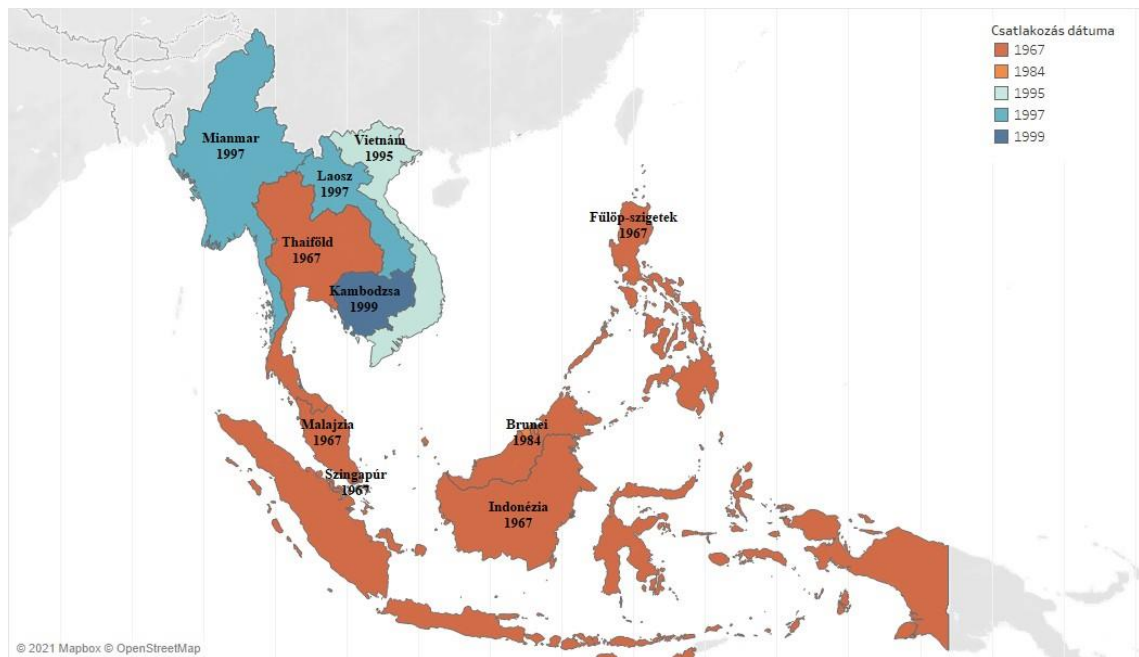 Csatlakozás dátuma
1967
1984
1995
1997
1999
Mianmar
1997
Vietnám
1995
Laosz
1997
Thaiföld
1967
Kambodzsa
1999
Fülöp-szigetek
1967
Malajzia
1967
Brunei
1984
Szingapúr
1967
Indonézia
1967
© 2021 Mapbox © OpenStreetMap